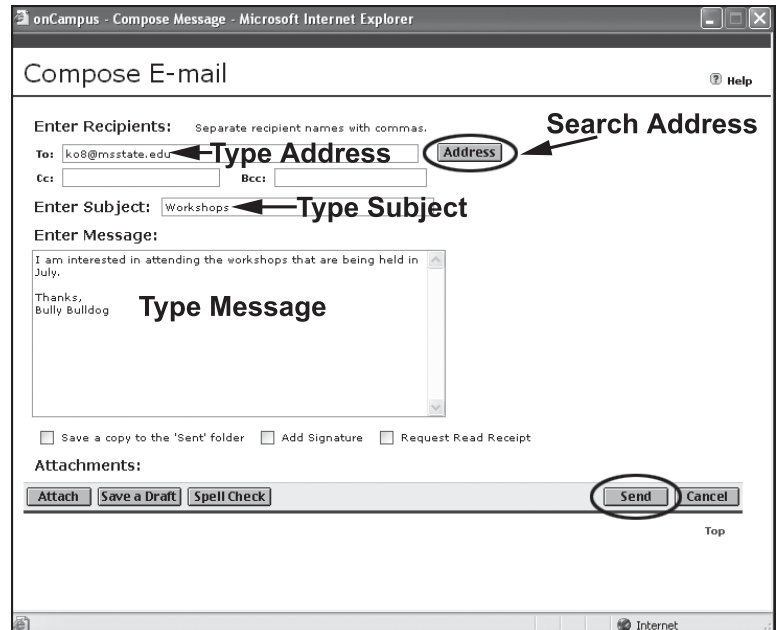 onCampus - Compose Message - Microsoft Internet Explorer
Compose E-mail
? Help
Enter Recipients: Separate recipient names with commas.
Search Address
To: ko8@msstate.edu Type Address Address
Cc: Bcc:
Enter Subject: Workshops Type Subject
Enter Message:
I am interested in attending the workshops that are being held in
July.
Thanks,
Bully Bulldog
Type Message
Save a copy to the 'Sent' folder Add Signature Request Read Receipt
Attachments:
Attach Save a Draft Spell Check Send Cancel
Top
Internet